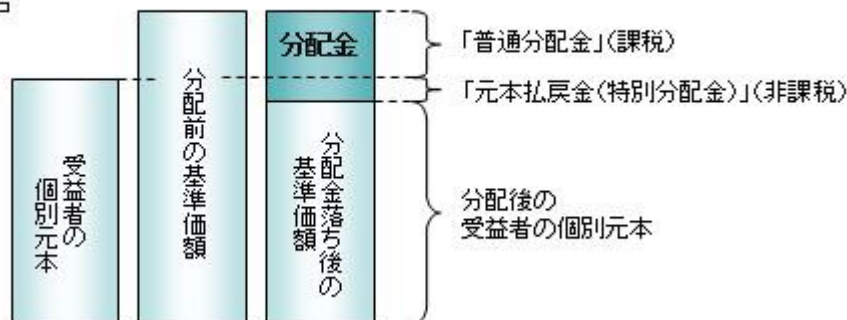 受益者の
個別元本
分配前の基準価額
分配金
分配金落ち後の
基準価額
「普通分配金」(課税)
「元本払戻金(特別分配金)」(非課税)
分配後の
受益者の個別元本